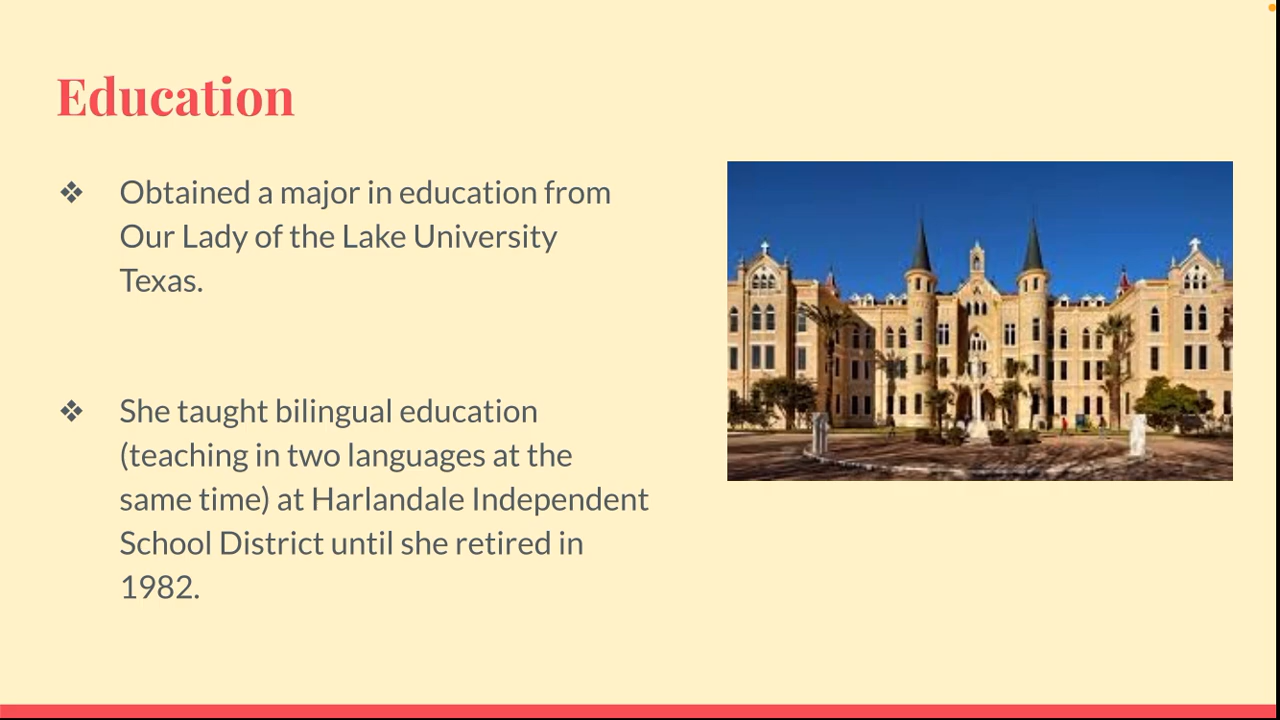 Education
❖ Obtained a major in education from
Our Lady of the Lake University
Texas.
❖ She taught bilingual education
(teaching in two languages at the
same time) at Harlandale Independent
School District until she retired in
1982.